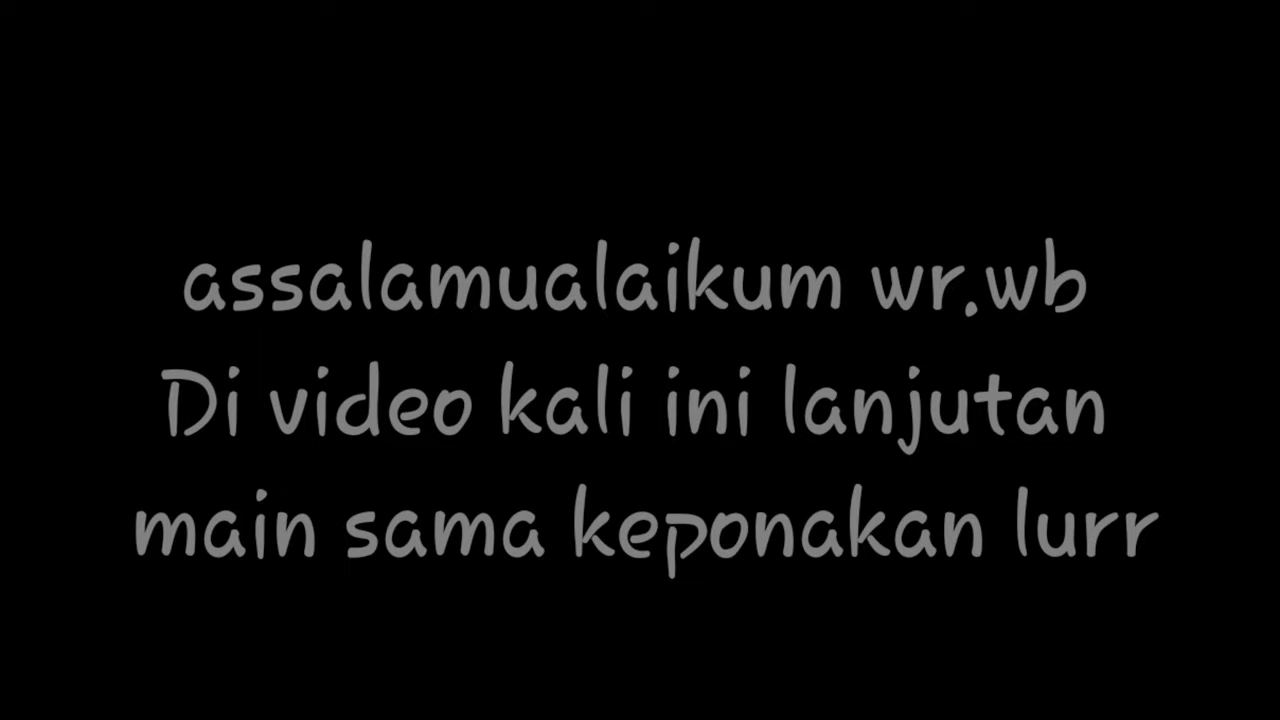 assalamualaikum wr.wb
Di video kali ini lanjutan
main sama keponakan lurr